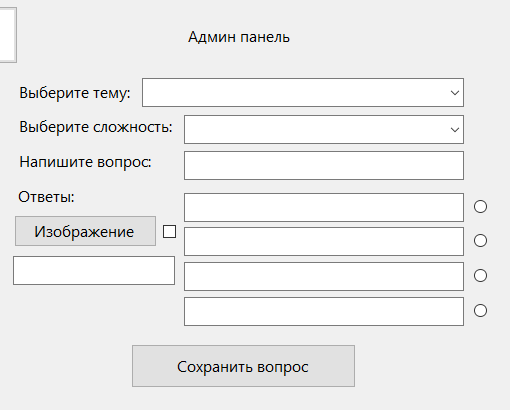 Админ панель
Выберите тему:
Выберите сложность:
Напишите вопрос:
Ответы:
Изображение
Сохранить вопрос